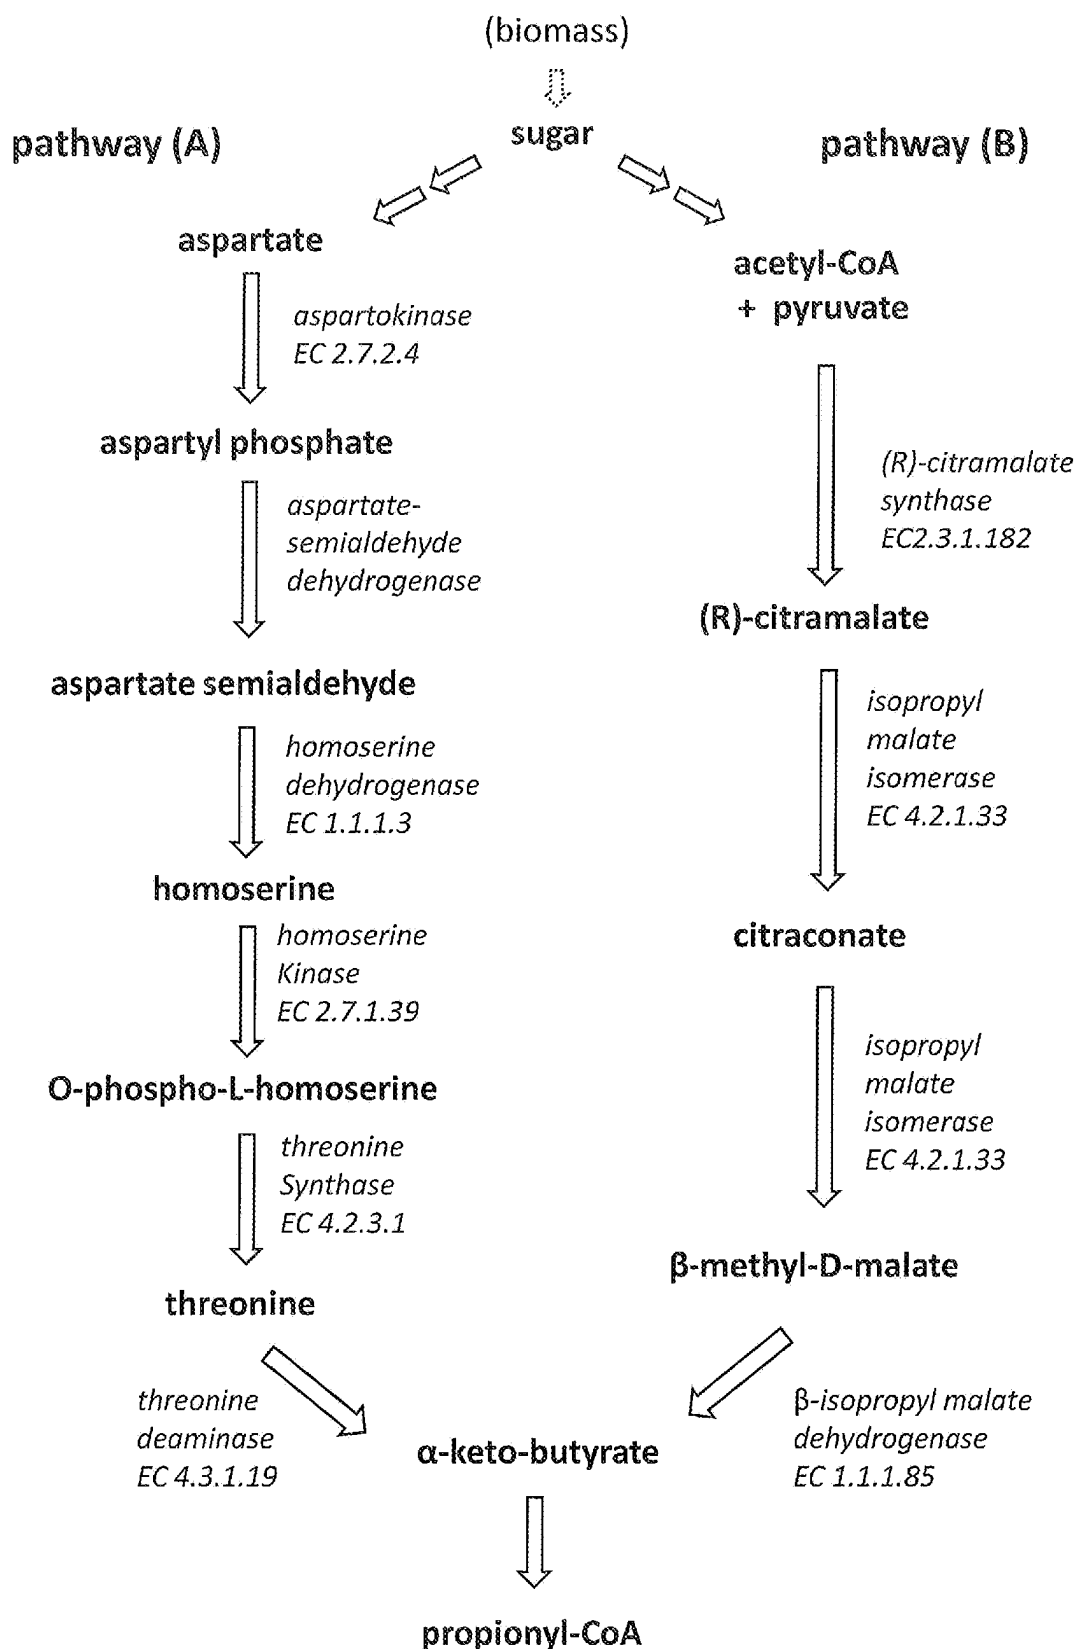 (biomass)
sugar
pathway (A)
pathway (B)
aspartate
aspartokinase
EC 2.7.2.4
aspartyl phosphate
aspartate-
semialdehyde
dehydrogenase
aspartate semialdehyde
homoserine
dehydrogenase
EC 1.1.1.3
homoserine
homoserine
Kinase
EC 2.7.1.39
O-phospho-L-homoserine
threonine
Synthase
EC 4.2.3.1
threonine
threonine
deaminase
EC 4.3.1.19
acetyl-CoA
+ pyruvate
(R)-citramalate
synthase
EC2.3.1.182
(R)-citramalate
isopropyl
malate
isomerase
EC 4.2.1.33
citraconate
isopropyl
malate
isomerase
EC 4.2.1.33
β-methyl-D-malate
β-isopropyl malate
dehydrogenase
EC 1.1.1.85
α-keto-butyrate
propionyl-CoA